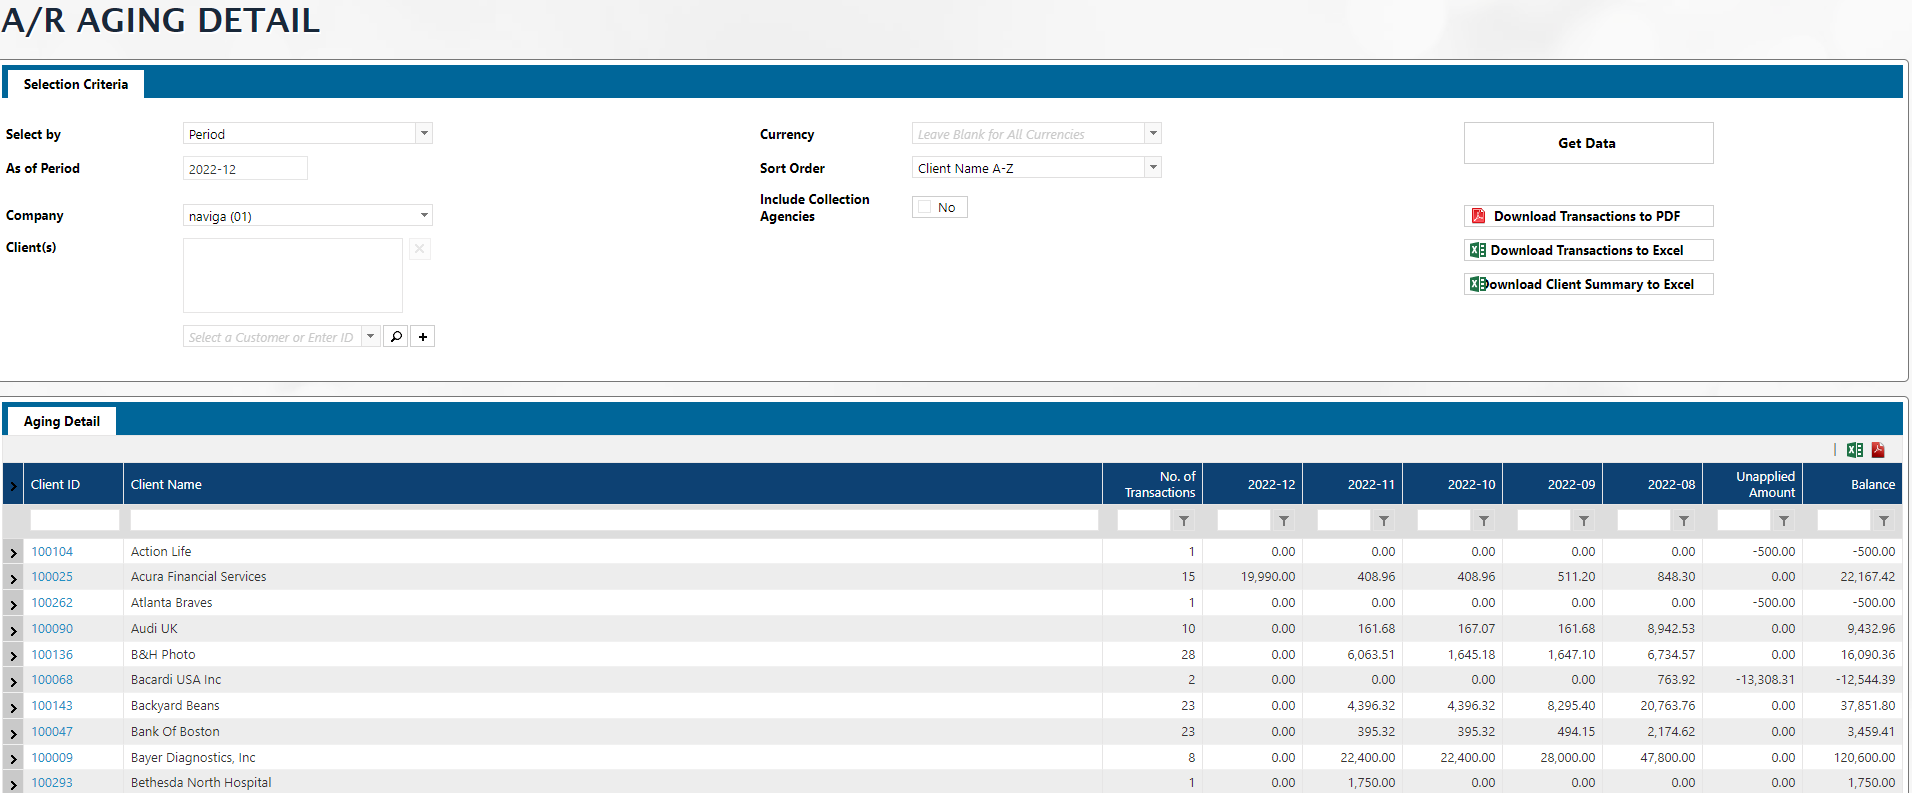 A/R AGING DETAIL
Selection Criteria
Select by Period Currency Leave Blank for All Currencies Get Data
As of Period 2022-12 Sort Order Client Name A-Z
Include Collection Agencies No
Company naviga (01) Download Transactions to PDF
Client(s) Download Transactions to Excel
Download Client Summary to Excel
Select a Customer or Enter ID
Aging Detail
Client ID Client Name No. of Transactions 2022-12 2022-11 2022-10 2022-09 2022-08 Unapplied Amount Balance
100104 Action Life 1 0.00 0.00 0.00 0.00 0.00 -500.00 -500.00
100025 Acura Financial Services 15 19,990.00 408.96 408.96 511.20 848.30 0.00 22,167.42
100262 Atlanta Braves 1 0.00 0.00 0.00 0.00 0.00 -500.00 -500.00
100090 Audi UK 10 0.00 161.68 167.07 161.68 8,942.53 0.00 9,432.96
100136 B&H Photo 28 0.00 6,063.51 1,645.18 1,647.10 6,734.57 0.00 16,090.36
100068 Bacardi USA Inc 2 0.00 0.00 0.00 0.00 763.92 -13,308.31 -12,544.39
100143 Backyard Beans 23 0.00 4,396.32 4,396.32 8,295.40 20,763.76 0.00 37,851.80
100047 Bank Of Boston 23 0.00 395.32 395.32 494.15 2,174.62 0.00 3,459.41
100009 Bayer Diagnostics, Inc 8 0.00 22,400.00 22,400.00 28,000.00 47,800.00 0.00 120,600.00
100293 Bethesda North Hospital 1 0.00 1,750.00 0.00 0.00 0.00 0.00 1,750.00